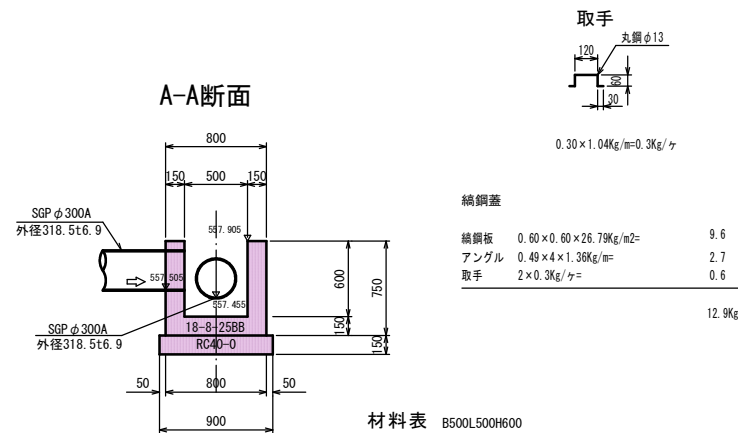 取手
丸鋼φ13
120
60
30
0.30×1.04Kg/m=0.3Kg/ヶ
A-A断面
800
150 500 150
SGPφ300A
外径318.5t6.9
557.905
557.505
557.455
600
750
150
150
SGPφ300A
外径318.5t6.9
18-8-25BB
RC40-0
50 800 50
900
縞鋼蓋
縞鋼板 0.60×0.60×26.79Kg/m2= 9.6
アングル 0.49×4×1.36Kg/m= 2.7
取手 2×0.3Kg/ヶ= 0.6
12.9Kg
材料表 B500L500H600